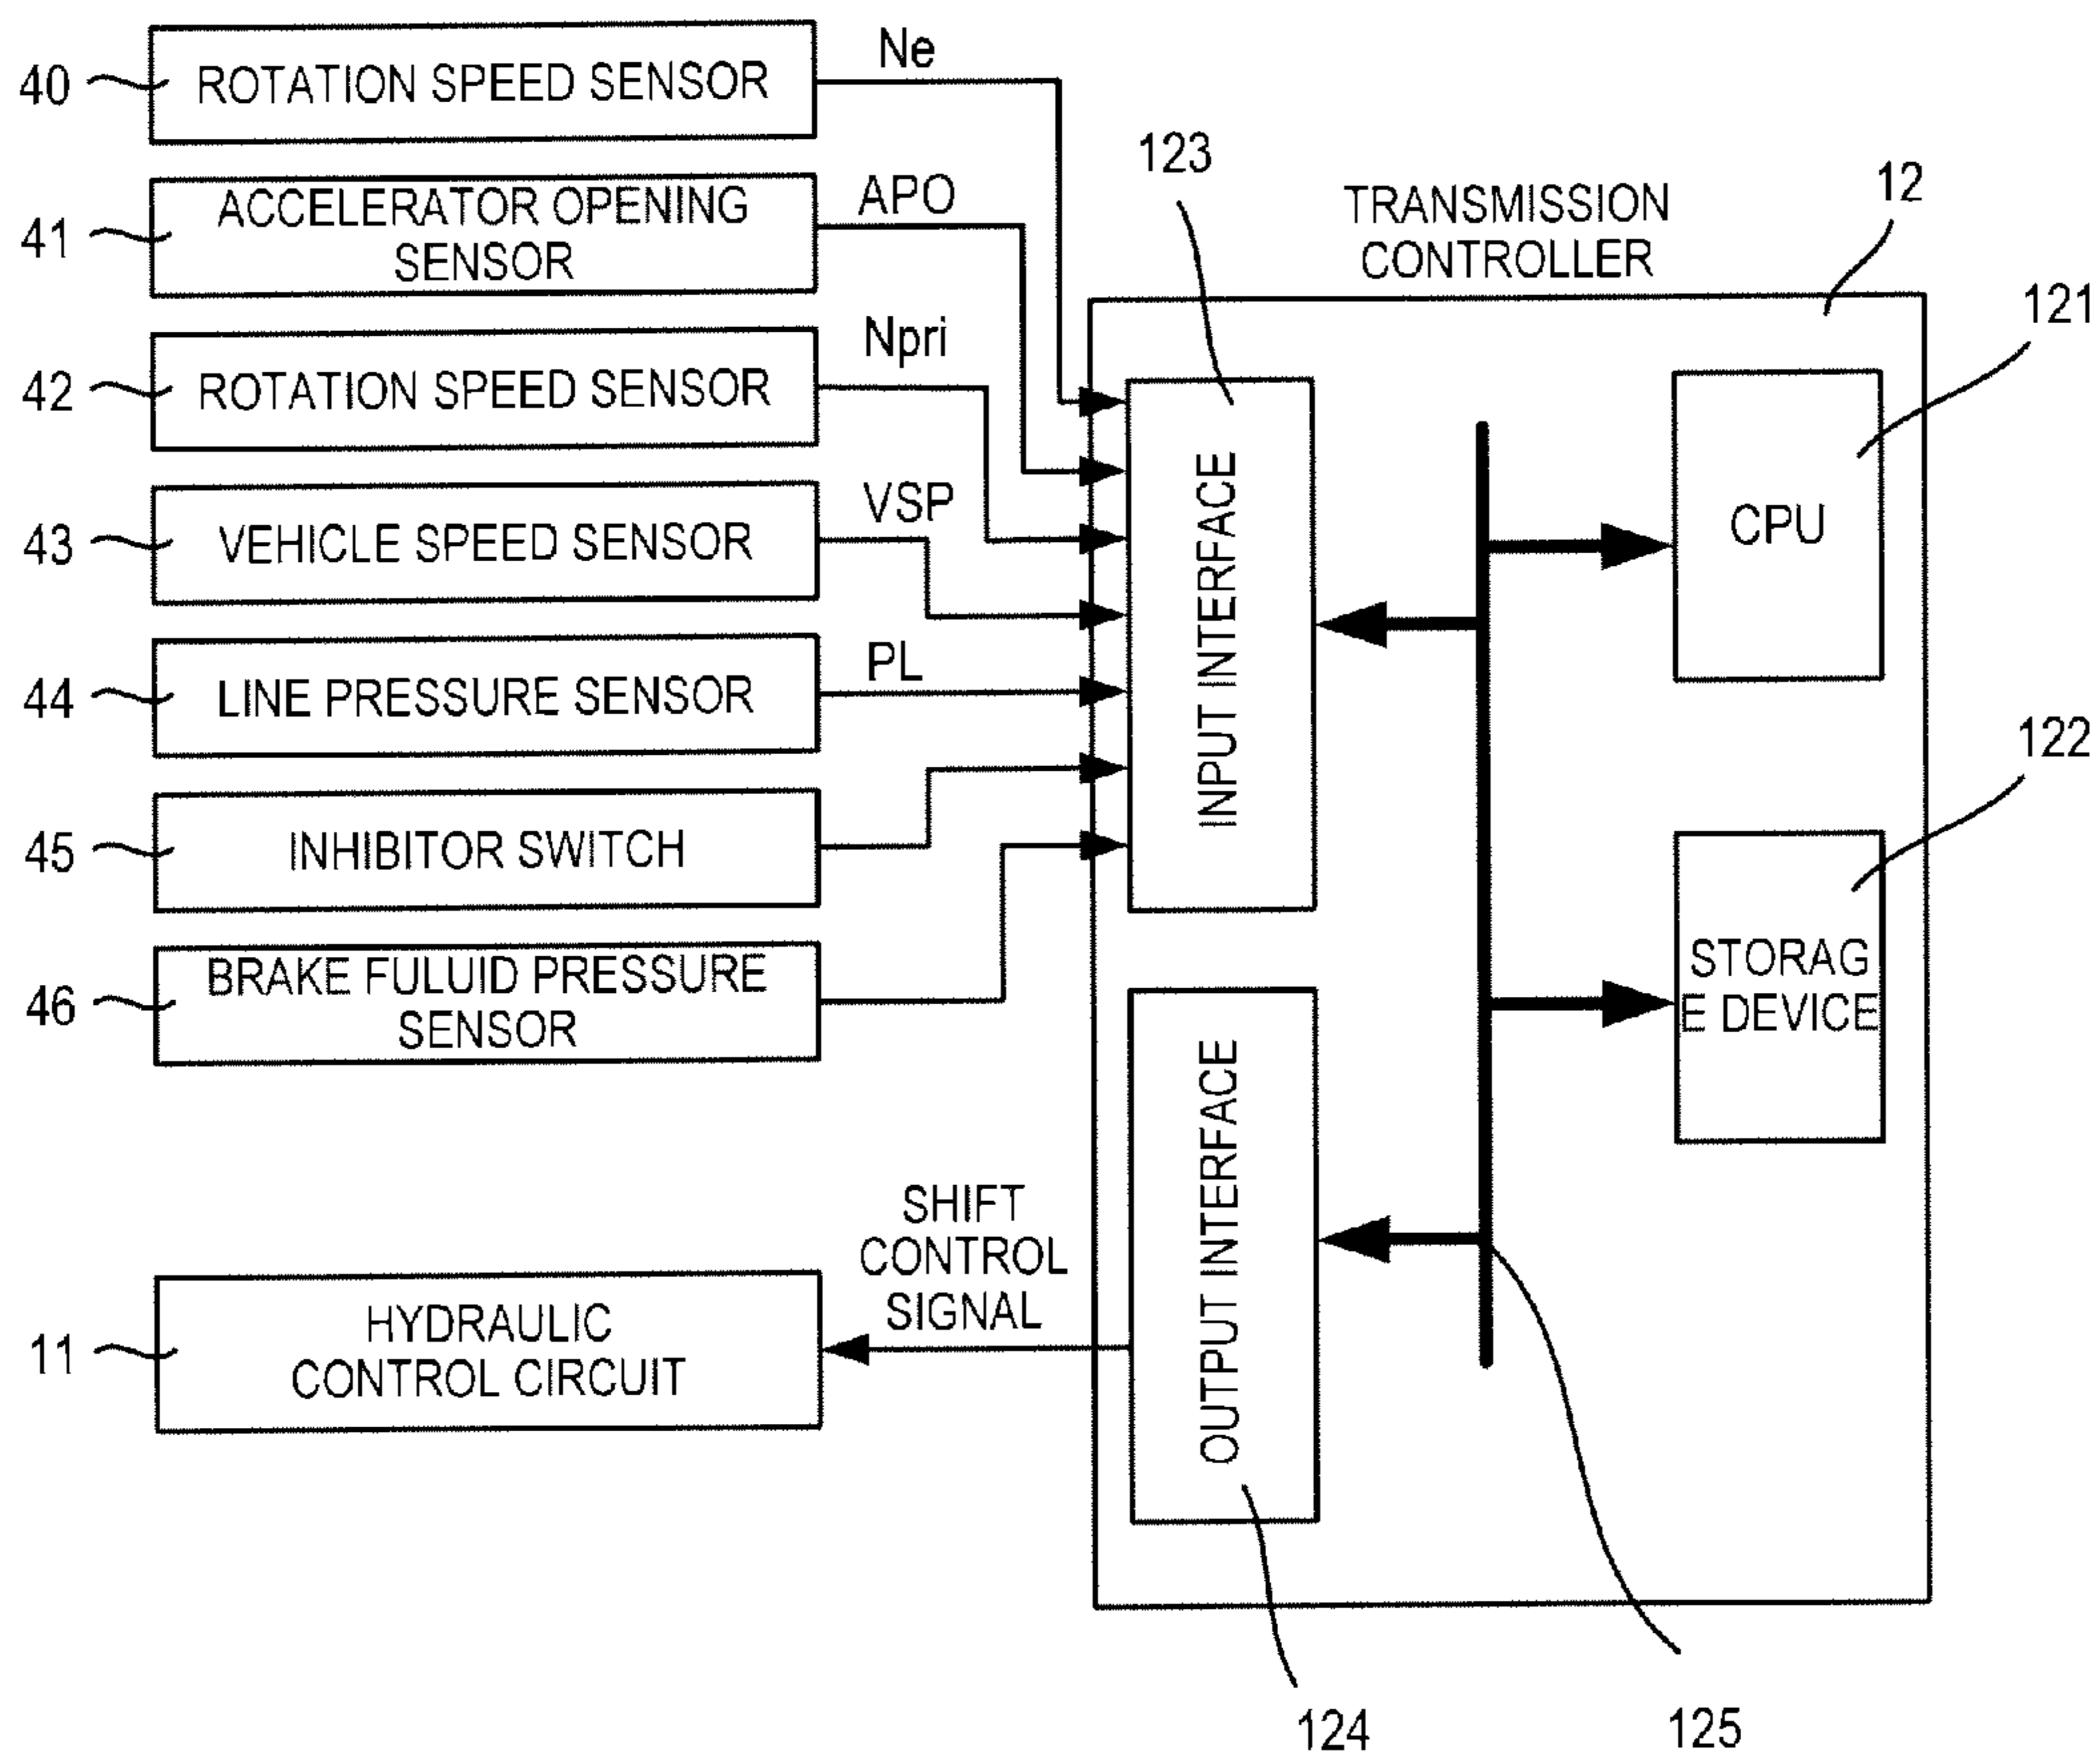 40
ROTATION SPEED SENSOR
Ne
41
ACCELERATOR OPENING
SENSOR
APO
42
ROTATION SPEED SENSOR
Npri
43
VEHICLE SPEED SENSOR
VSP
44
LINE PRESSURE SENSOR
PL
45
INHIBITOR SWITCH
46
BRAKE FULUID PRESSURE
SENSOR
11
HYDRAULIC
CONTROL CIRCUIT
SHIFT
CONTROL
SIGNAL
123
TRANSMISSION
CONTROLLER
12
121
INPUT INTERFACE
CPU
122
STORAG
E DEVICE
OUTPUT INTERFACE
124
125